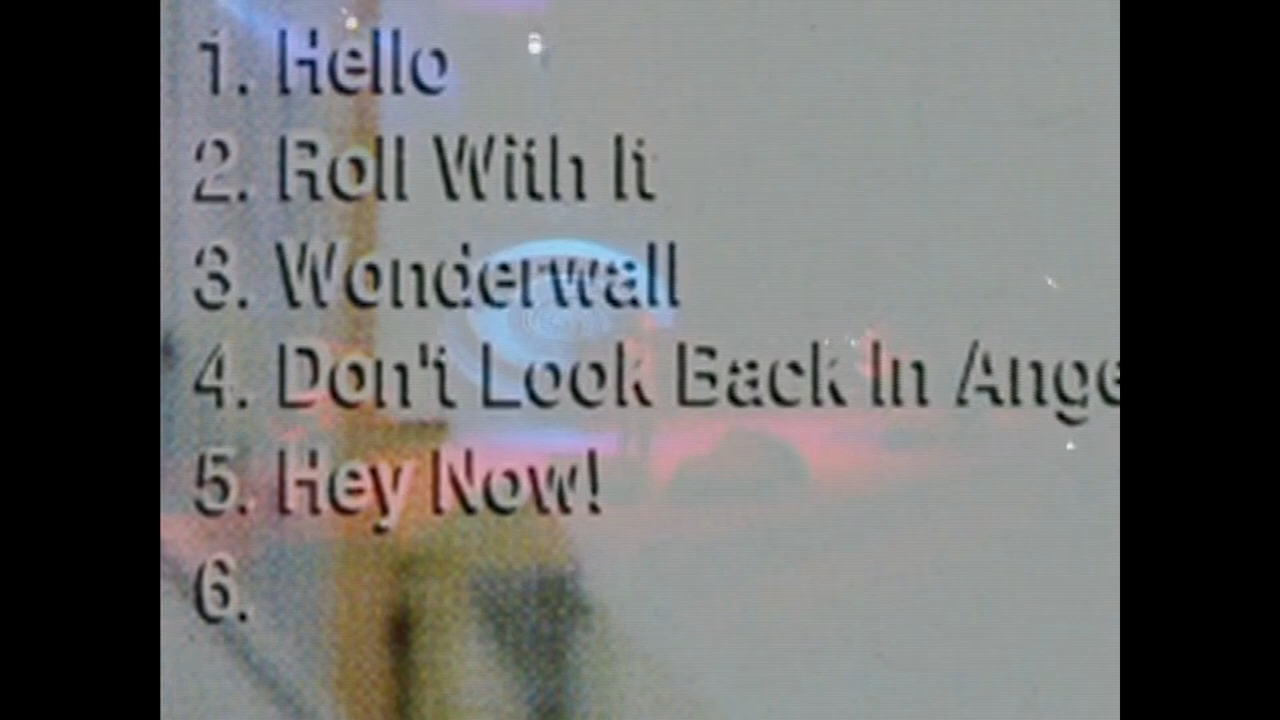 1. Hello
2. Roll With It
3. Wonderwall
4. Don't Look Back In Ange
5. Hey Now!
6.